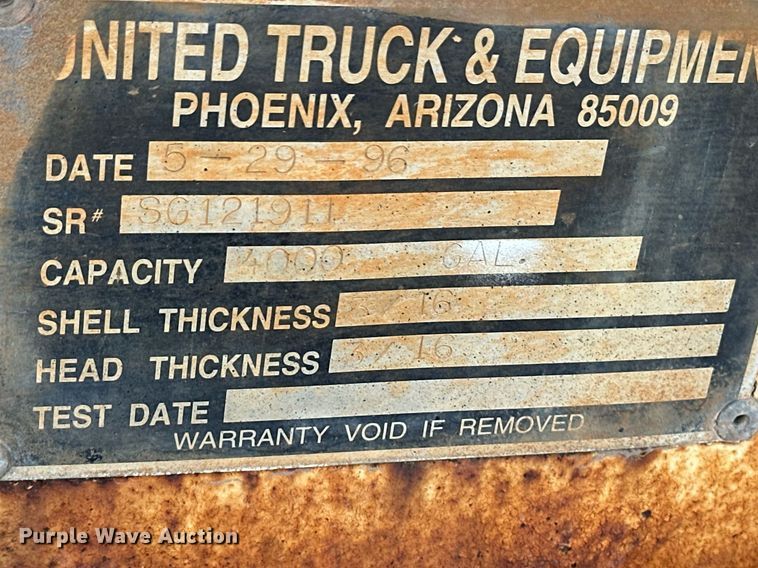 UNITED TRUCK & EQUIPMEN
PHOENIX, ARIZONA 85009
DATE 5-29-96
SR# SG121911
CAPACITY 4000 GAL.
SHELL THICKNESS 3/16
HEAD THICKNESS 3/16
TEST DATE
WARRANTY VOID IF REMOVED
Purple Wave Auction